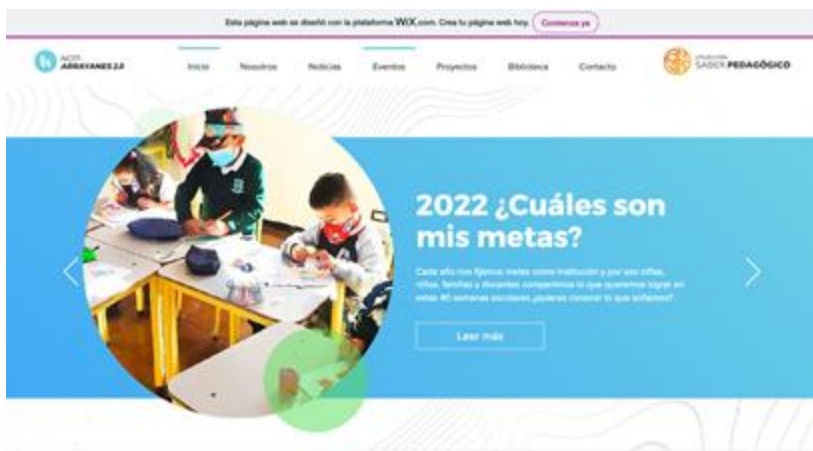 Esta página web se diseñó con la plataforma WiX.com. Crea tu página web hoy. Comienza ya
NOTI
ARRAYANES 2.0
Inicio Nosotros Noticias Eventos Proyectos Biblioteca Contacto
SABER PEDAGÓGICO
2022 ¿Cuáles son
mis metas?
Cada año nos fijamos metas como institución y por eso niñas,
niños, familias y docentes compartimos lo que queremos lograr en
estas 40 semanas escolares ¿quieres conocer lo que soñamos?
Leer más